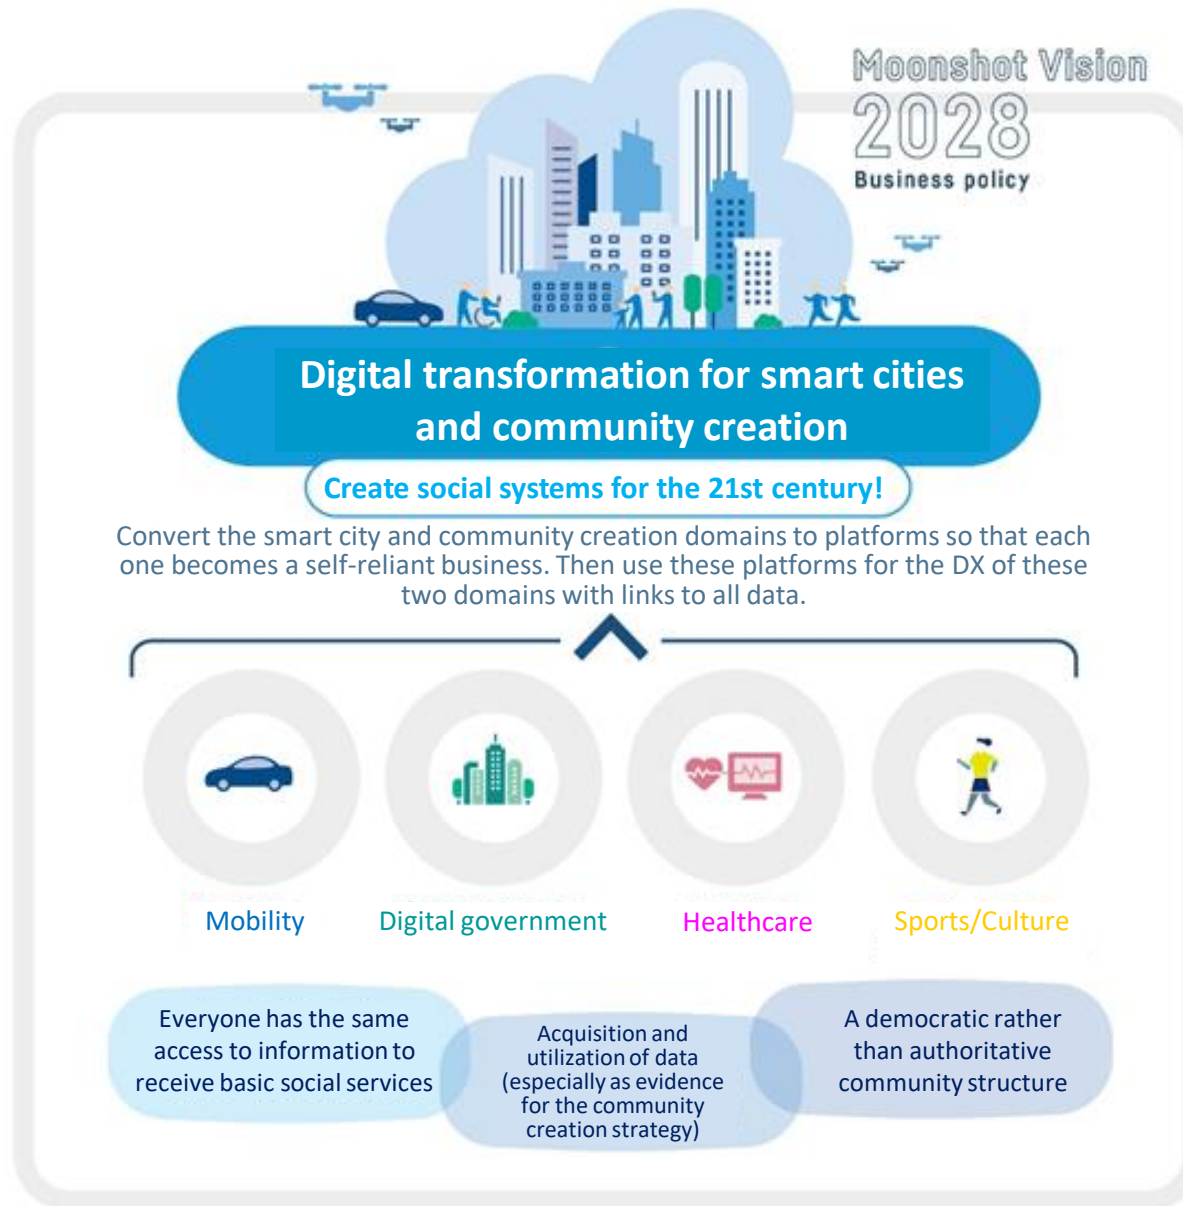 Moonshot Vision
2028
Business policy
Digital transformation for smart cities
and community creation
Create social systems for the 21st century!
Convert the smart city and community creation domains to platforms so that each
one becomes a self-reliant business. Then use these platforms for the DX of these
two domains with links to all data.
Mobility
Digital government
Healthcare
Sports/Culture
Everyone has the same
access to information to
receive basic social services
Acquisition and
utilization of data
(especially as evidence
for the community
creation strategy)
A democratic rather
than authoritative
community structure